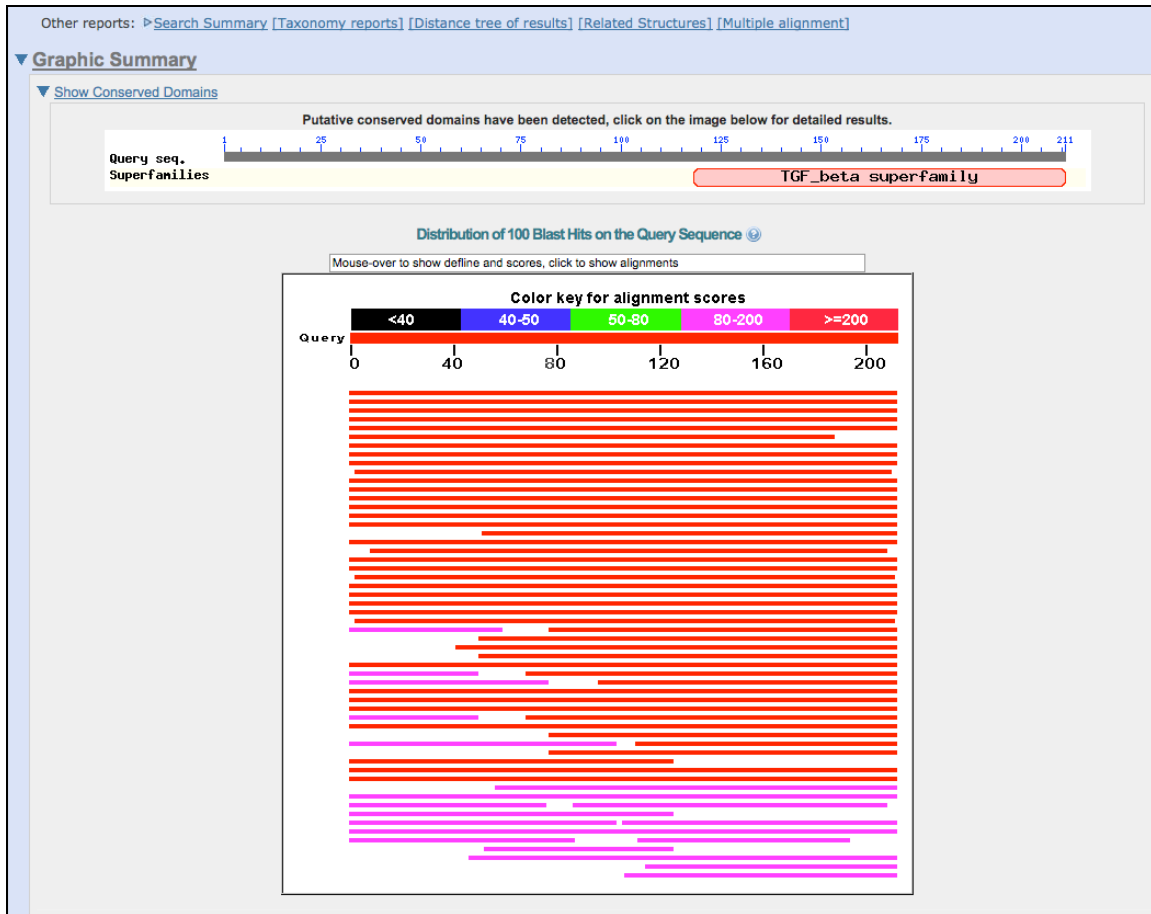 Other reports: Search Summary [Taxonomy reports] [Distance tree of results] [Related Structures] [Multiple alignment]
Graphic Summary
Show Conserved Domains
Putative conserved domains have been detected, click on the image below for detailed results.
1 25 50 75 100 125 150 175 200 211
Query seq.
Superfamilies TGF_beta superfamily
Distribution of 100 Blast Hits on the Query Sequence
Mouse-over to show defline and scores, click to show alignments
Color key for alignment scores
<40 40-50 50-80 80-200 >=200
Query
0 40 80 120 160 200